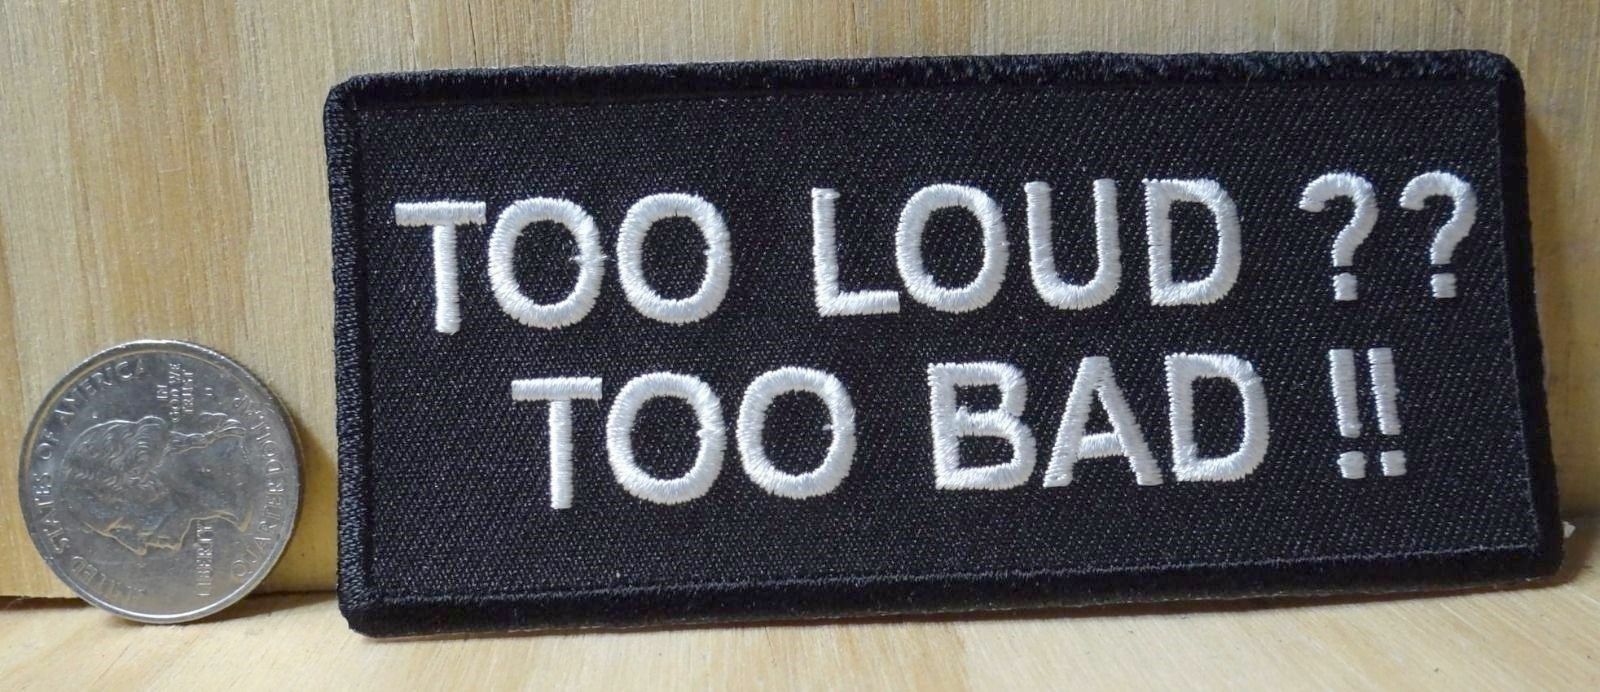 TOO LOUD ??
TOO BAD !!
UNITED STATES OF AMERICA
IN
GOD WE
TRUST
LIBERTY
QUARTER DOLLAR